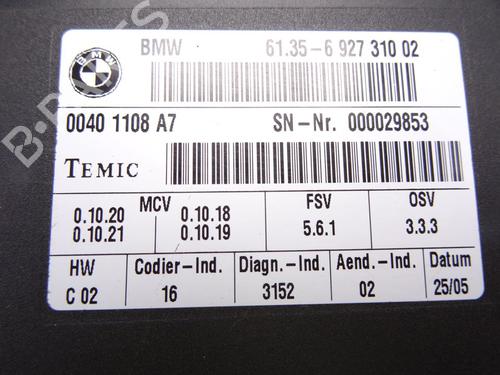 BMW
BMW 61.35-6 927 310 02
0040 1108 A7 SN-Nr. 000029853
TEMIC
MCV FSV OSV
0.10.20 0.10.18 5.6.1 3.3.3
0.10.21 0.10.19
HW Codier-Ind. Diagn.-Ind. Aend.-Ind. Datum
C 02 16 3152 02 25/05
B-PARTS